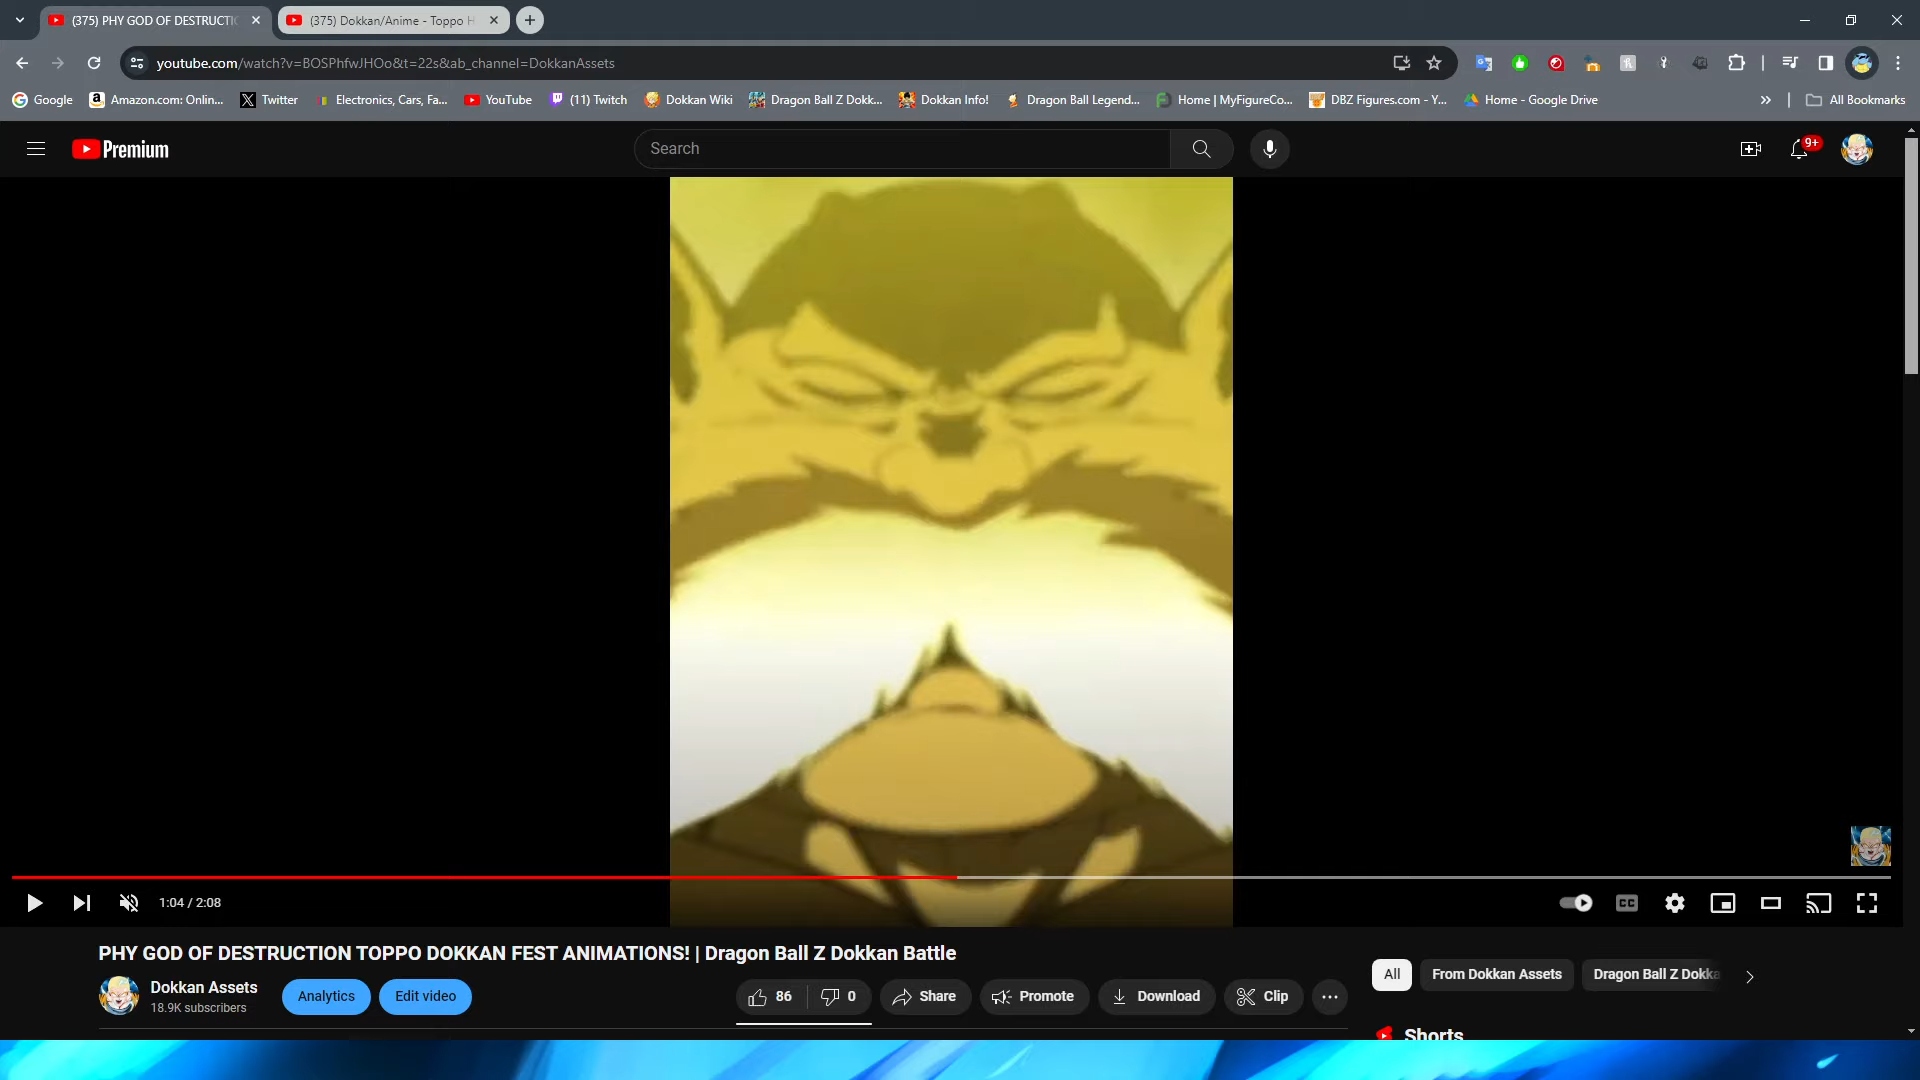 (375) PHY GOD OF DESTRUCTIO
(375) Dokkan/Anime - Toppo H
youtube.com/watch?v=BOSPhfwJHOo&t=22s&ab_channel=DokkanAssets
Google
Amazon.com: Onlin...
Twitter
Electronics, Cars, Fa...
YouTube
(11) Twitch
Dokkan Wiki
Dragon Ball Z Dokk...
Dokkan Info!
Dragon Ball Legend...
Home | MyFigureCo...
DBZ Figures.com - Y...
Home - Google Drive
All Bookmarks
Premium
Search
9+
1:04 / 2:08
CC
PHY GOD OF DESTRUCTION TOPPO DOKKAN FEST ANIMATIONS! | Dragon Ball Z Dokkan Battle
Dokkan Assets
18.9K subscribers
Analytics
Edit video
86
0
Share
Promote
Download
Clip
All
From Dokkan Assets
Dragon Ball Z Dokka
Shorts